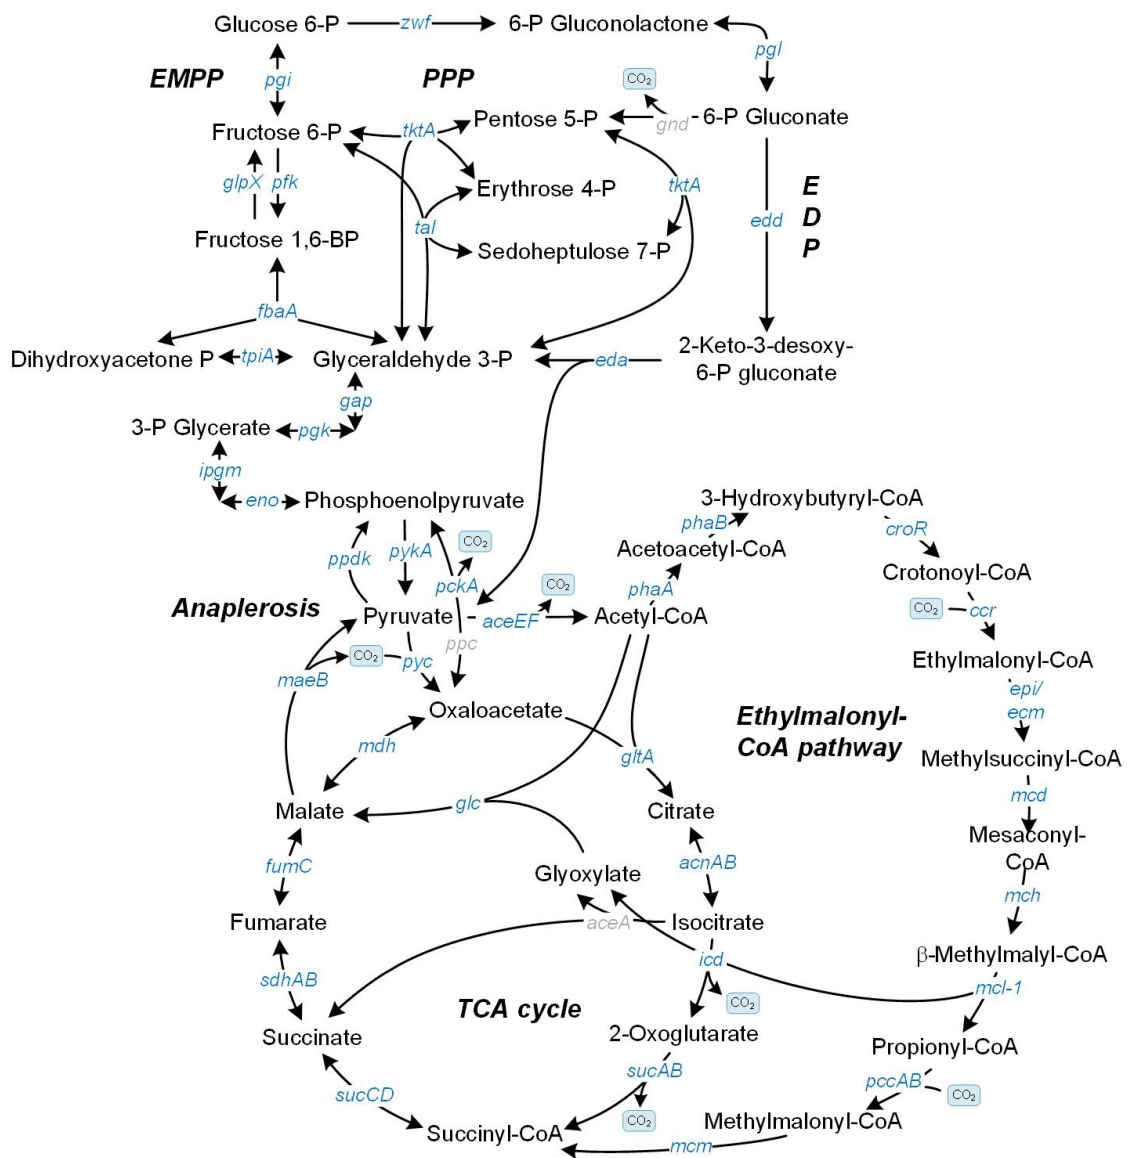 Glucose 6-P
zwf
6-P Gluconolactone
pgl
EMPP
pgi
PPP
CO2
Fructose 6-P
tktA
Pentose 5-P
gnd
6-P Gluconate
glpX
pfk
Erythrose 4-P
tktA
E
D
P
edd
tal
Fructose 1,6-BP
Sedoheptulose 7-P
fbaA
Dihydroxyacetone P
tpiA
Glyceraldehyde 3-P
eda
2-Keto-3-desoxy-
6-P gluconate
gap
3-P Glycerate
pgk
ipgm
eno
Phosphoenolpyruvate
3-Hydroxybutyryl-CoA
phaB
croR
ppdk
pykA
CO2
pckA
Acetoacetyl-CoA
Crotonoyl-CoA
phaA
CO2
Anaplerosis
Pyruvate
aceEF
Acetyl-CoA
CO2
ccr
ppc
maeB
CO2
pyc
Ethylmalonyl-CoA
epi/
ecm
Oxaloacetate
Ethylmalonyl-
CoA pathway
mdh
gltA
Methylsuccinyl-CoA
mcd
Malate
glc
Citrate
Mesaconyl-
CoA
fumC
Glyoxylate
acnAB
mch
Fumarate
aceA
Isocitrate
β-Methylmalyl-CoA
sdhAB
icd
mcl-1
TCA cycle
CO2
Succinate
2-Oxoglutarate
Propionyl-CoA
sucCD
sucAB
pccAB
CO2
CO2
Methylmalonyl-CoA
Succinyl-CoA
mcm